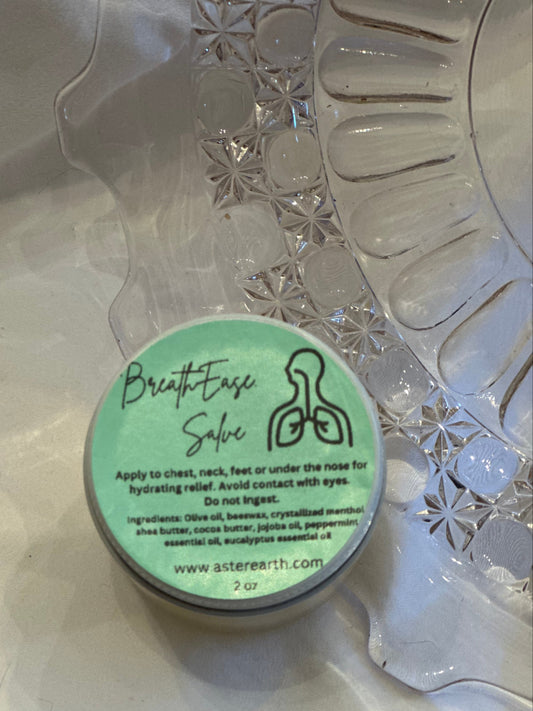 BreathEase
Salve
Apply to chest, neck, feet or under the nose for
hydrating relief. Avoid contact with eyes.
Do not Ingest.
Ingredients: Olive oil, beeswax, crystallized menthol
shea butter, cocoa butter, jojoba oil, peppermint
essential oil, eucalyptus essential oil
www.asterearth.com
2 oz